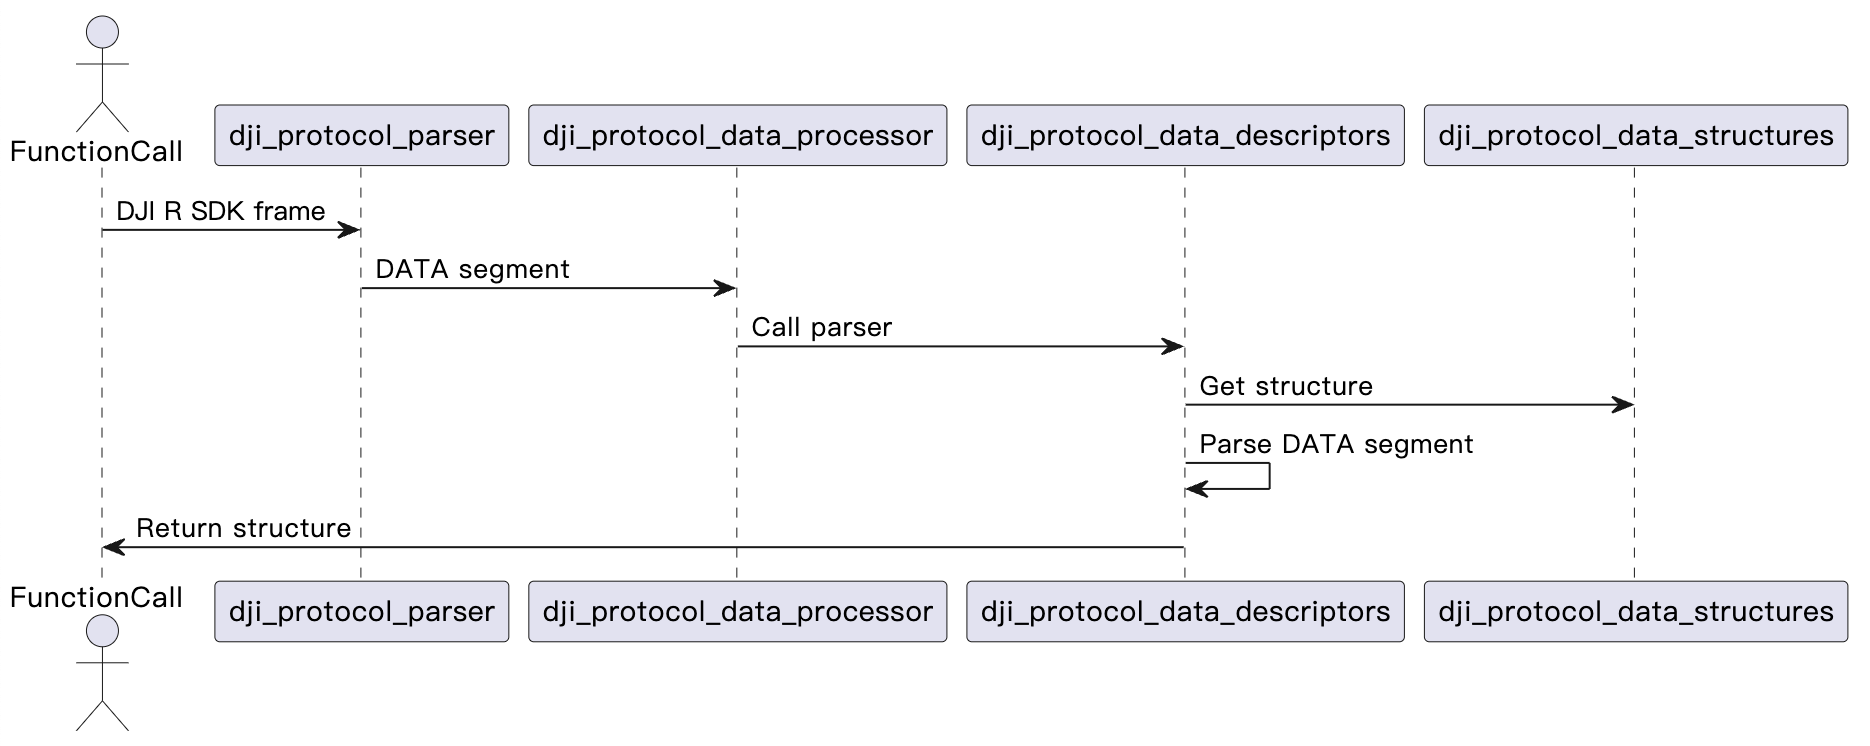 FunctionCall
dji_protocol_parser
dji_protocol_data_processor
dji_protocol_data_descriptors
dji_protocol_data_structures
DJI R SDK frame
DATA segment
Call parser
Get structure
Parse DATA segment
Return structure
FunctionCall
dji_protocol_parser
dji_protocol_data_processor
dji_protocol_data_descriptors
dji_protocol_data_structures